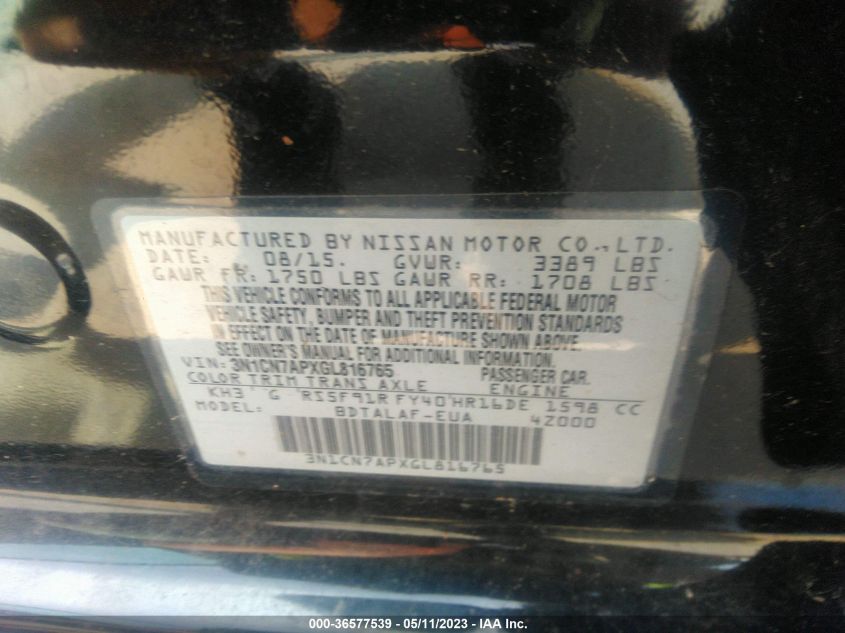 MANUFACTURED BY NISSAN MOTOR CO.,LTD.
DATE: 08/15. GVWR: 3389 LBS
GAWR FR: 1750 LBS GAWR RR: 1708 LBS
THIS VEHICLE CONFORMS TO ALL APPLICABLE FEDERAL MOTOR
VEHICLE SAFETY, BUMPER AND THEFT PREVENTION STANDARDS
IN EFFECT ON THE DATE OF MANUFACTURE SHOWN ABOVE.
SEE OWNER'S MANUAL FOR ADDITIONAL INFORMATION.
VIN: 3N1CN7APXGL816765 PASSENGER CAR.
COLOR TRIM TRANS AXLE ENGINE
KH3 G RS5F91R FY40 HR16DE 1598 CC
MODEL: BDTALAF-EUA 4Z000
3N1CN7APXGL816765
000-36577539 - 05/11/2023 - IAA Inc.